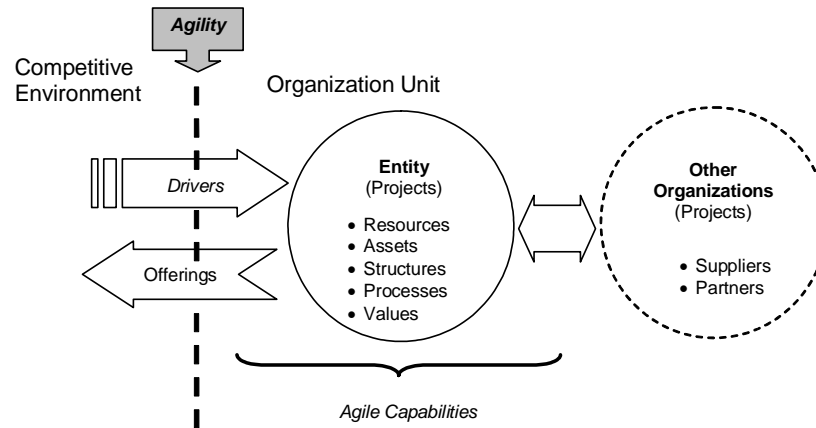 Agility
Competitive
Environment
Organization Unit
Drivers
Offerings
Entity
(Projects)
• Resources
• Assets
• Structures
• Processes
• Values
Other
Organizations
(Projects)
• Suppliers
• Partners
Agile Capabilities